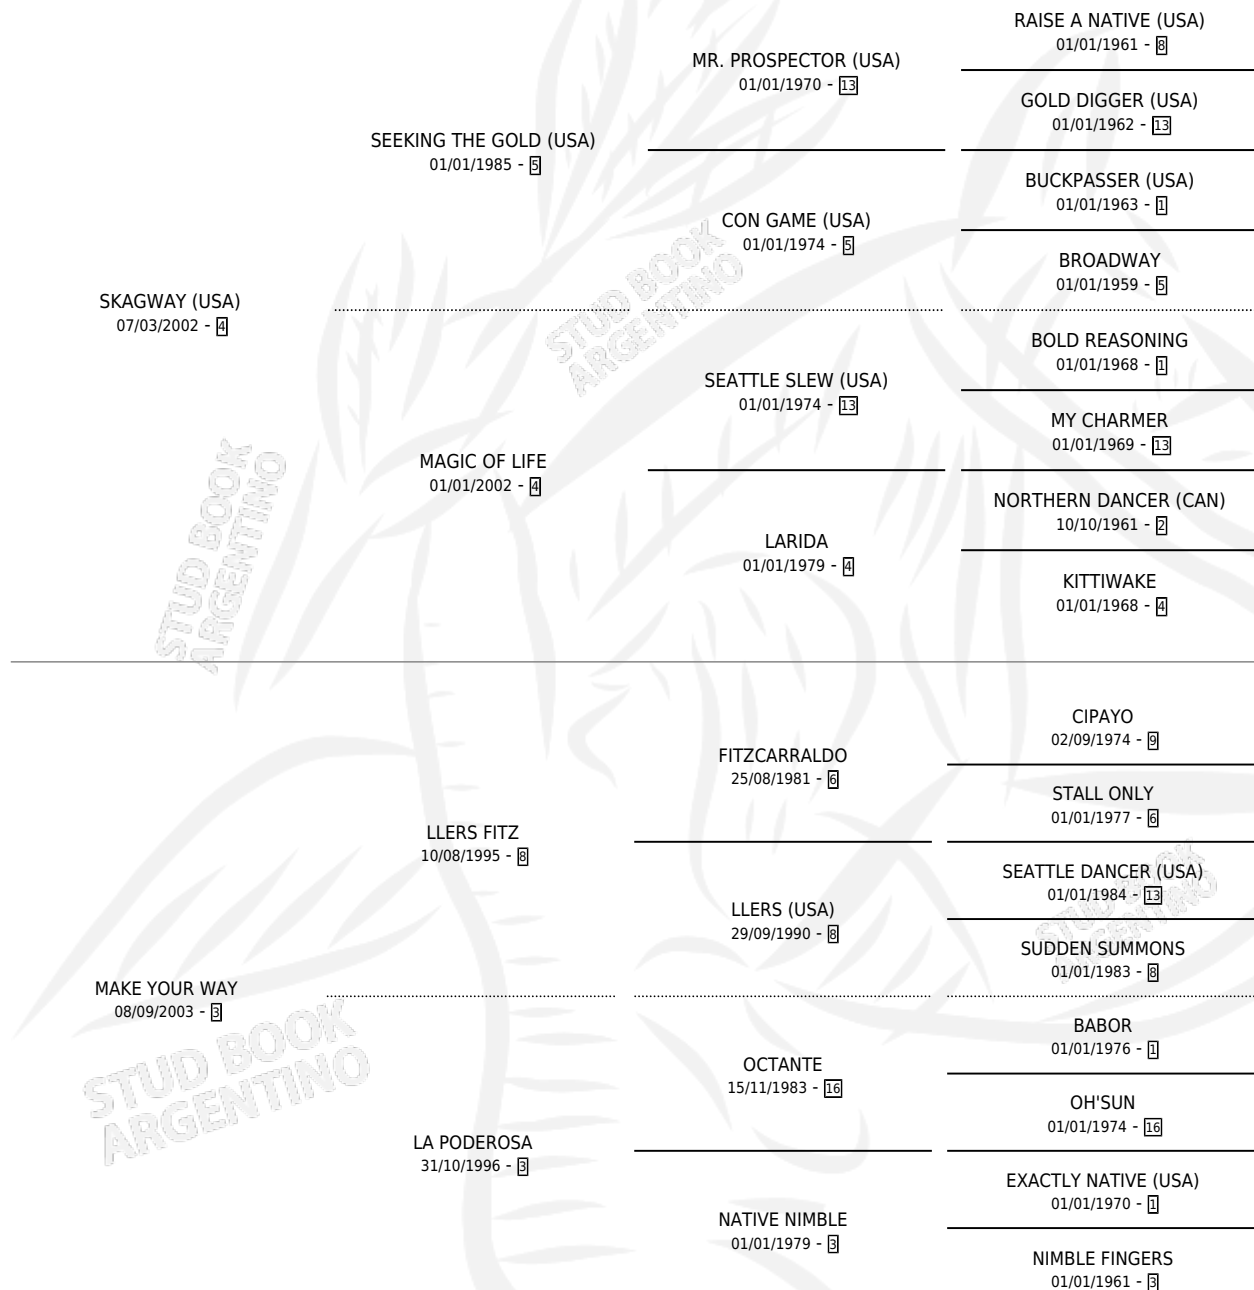 RAISE A NATIVE (USA)
01/01/1961 - 8
MR. PROSPECTOR (USA)
01/01/1970 - 13
GOLD DIGGER (USA)
01/01/1962 - 13
SEEKING THE GOLD (USA)
01/01/1985 - 5
BUCKPASSER (USA)
01/01/1963 - 1
CON GAME (USA)
01/01/1974 - 5
BROADWAY
01/01/1959 - 5
SKAGWAY (USA)
07/03/2002 - 4
STUD BOOK
ARGENTINO
BOLD REASONING
01/01/1968 - 1
SEATTLE SLEW (USA)
01/01/1974 - 13
MY CHARMER
01/01/1969 - 13
MAGIC OF LIFE
01/01/2002 - 4
NORTHERN DANCER (CAN)
10/10/1961 - 2
LARIDA
01/01/1979 - 4
KITTIWAKE
01/01/1968 - 4
STUD BOOK
ARGENTINO
CIPAYO
02/09/1974 - 9
FITZCARRALDO
25/08/1981 - 6
STALL ONLY
01/01/1977 - 6
LLERS FITZ
10/08/1995 - 8
SEATTLE DANCER (USA)
01/01/1984 - 13
LLERS (USA)
29/09/1990 - 8
STUD BOOK
ARGENTINO
SUDDEN SUMMONS
01/01/1983 - 8
MAKE YOUR WAY
08/09/2003 - 3
STUD BOOK
ARGENTINO
BABOR
01/01/1976 - 1
OCTANTE
15/11/1983 - 16
OH'SUN
01/01/1974 - 16
LA PODEROSA
31/10/1996 - 3
EXACTLY NATIVE (USA)
01/01/1970 - 1
NATIVE NIMBLE
01/01/1979 - 3
NIMBLE FINGERS
01/01/1961 - 3